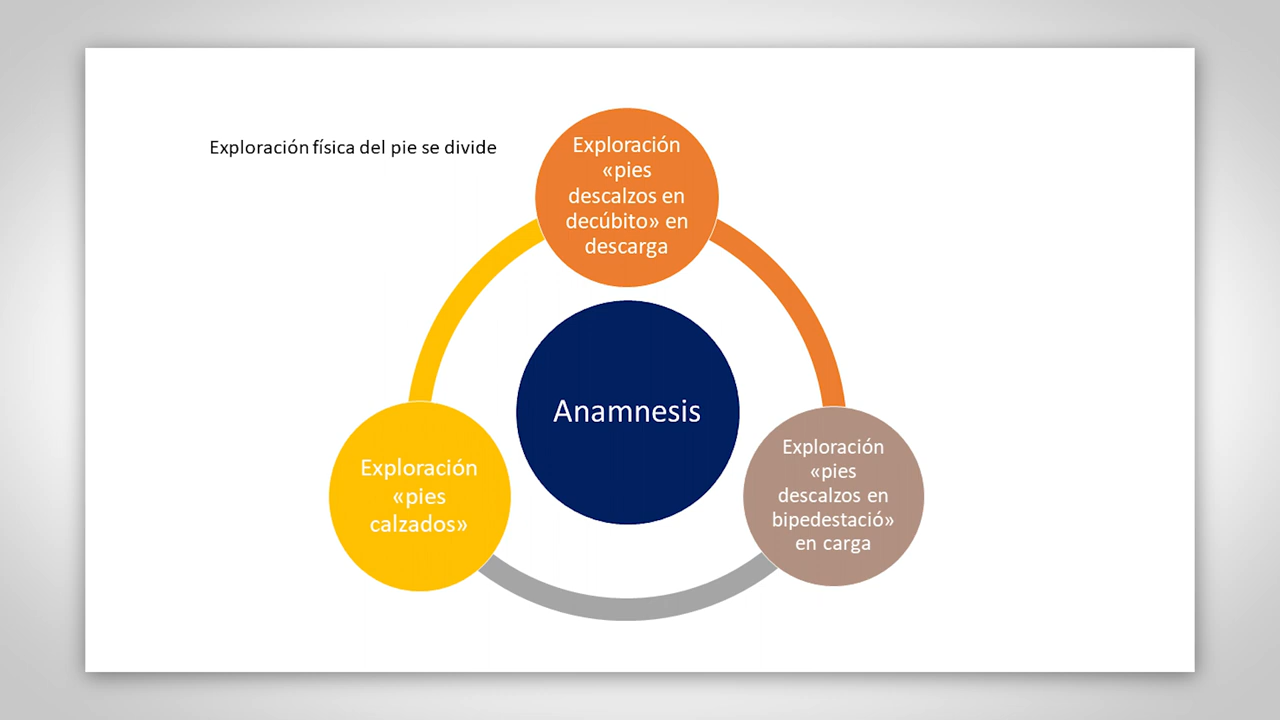 Exploración física del pie se divide
Exploración
«pies
descalzos en
decúbito» en
descarga
Anamnesis
Exploración
«pies
calzados»
Exploración
«pies
descalzos en
bipedestació»
en carga